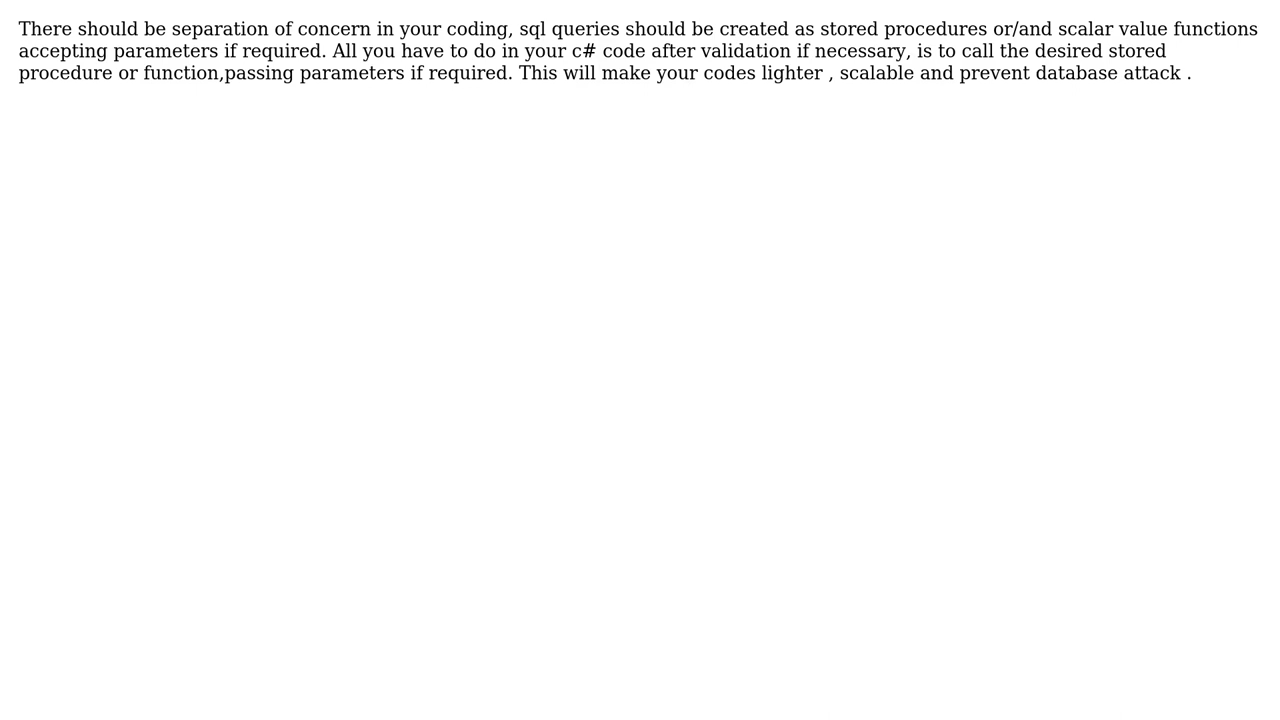 There should be separation of concern in your coding, sql queries should be created as stored procedures or/and scalar value functions
accepting parameters if required. All you have to do in your c# code after validation if necessary, is to call the desired stored
procedure or function,passing parameters if required. This will make your codes lighter , scalable and prevent database attack .